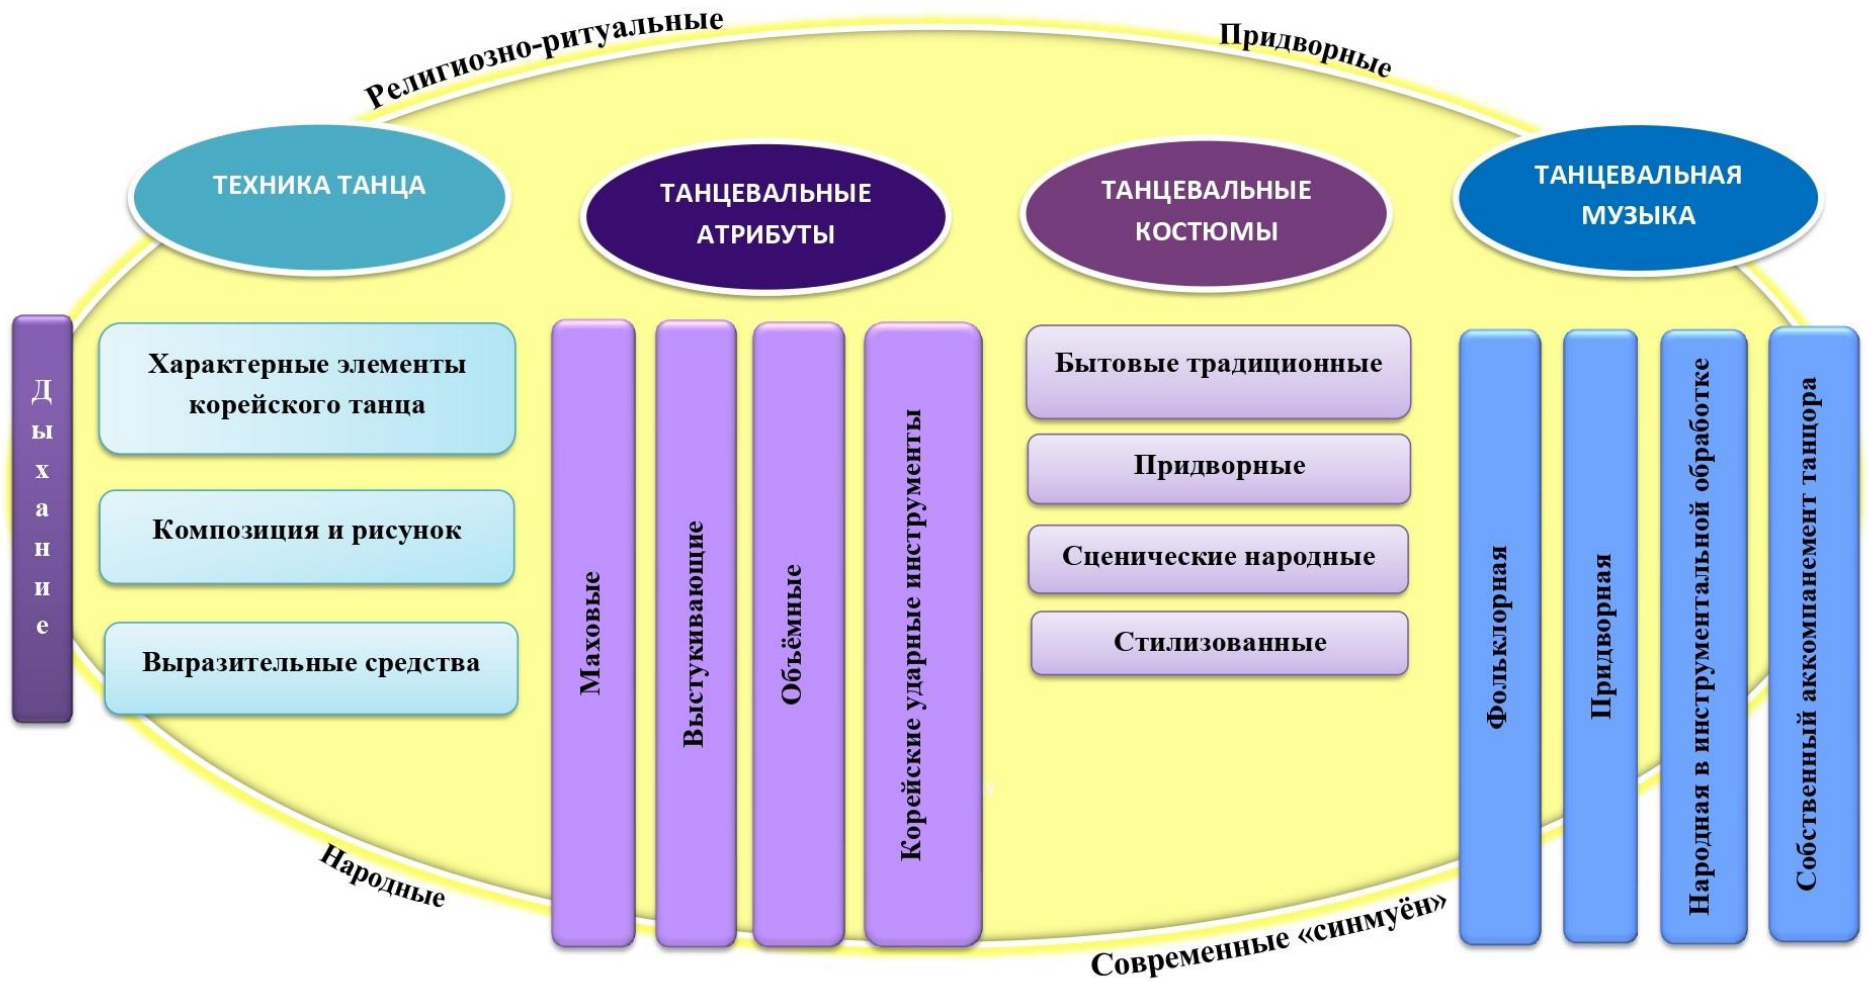 Религиозно-ритуальные
Придворные
ТЕХНИКА ТАНЦА
ТАНЦЕВАЛЬНЫЕ
АТРИБУТЫ
ТАНЦЕВАЛЬНЫЕ
КОСТЮМЫ
ТАНЦЕВАЛЬНАЯ
МУЗЫКА
Дыхание
Характерные элементы
корейского танца
Композиция и рисунок
Выразительные средства
Маховые
Выстукивающие
Объёмные
Корейские ударные инструменты
Бытовые традиционные
Придворные
Сценические народные
Стилизованные
Фольклорная
Придворная
Народная в инструментальной обработке
Собственный аккомпанемент танцора
Народные
Современные «синмуён»